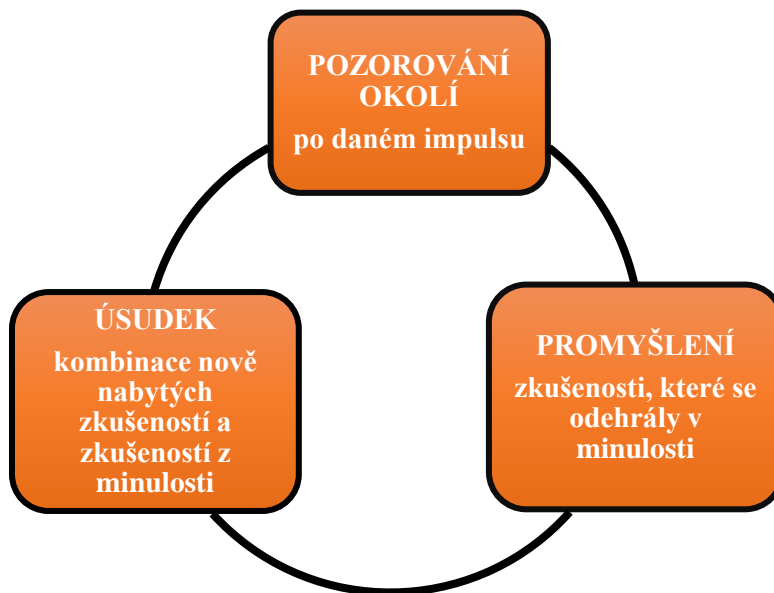 POZOROVÁNÍ
OKOLÍ
po daném impulsu
PROMYŠLENÍ
zkušenosti, které se
odehrály v
minulosti
ÚSUDEK
kombinace nově
nabytých
zkušeností a
zkušeností z
minulosti